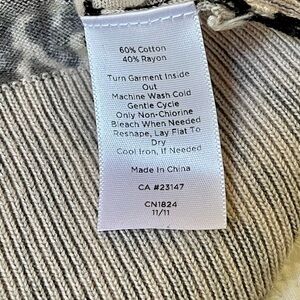 60% Cotton
40% Rayon
Turn Garment Inside
Out
Machine Wash Cold
Gentle Cycle
Only Non-Chlorine
Bleach When Needed
Reshape, Lay Flat To
Dry
Cool Iron, If Needed
Made In China
CA #23147
CN1824
11/11